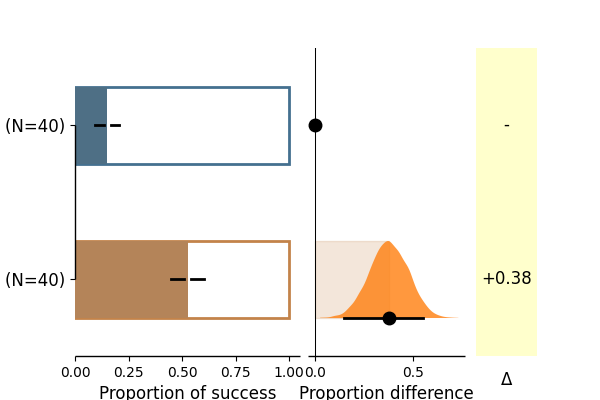 (N=40)
-
(N=40)
+0.38
0.00 0.25 0.50 0.75 1.00 0.0 0.5
Proportion of success Proportion difference Δ